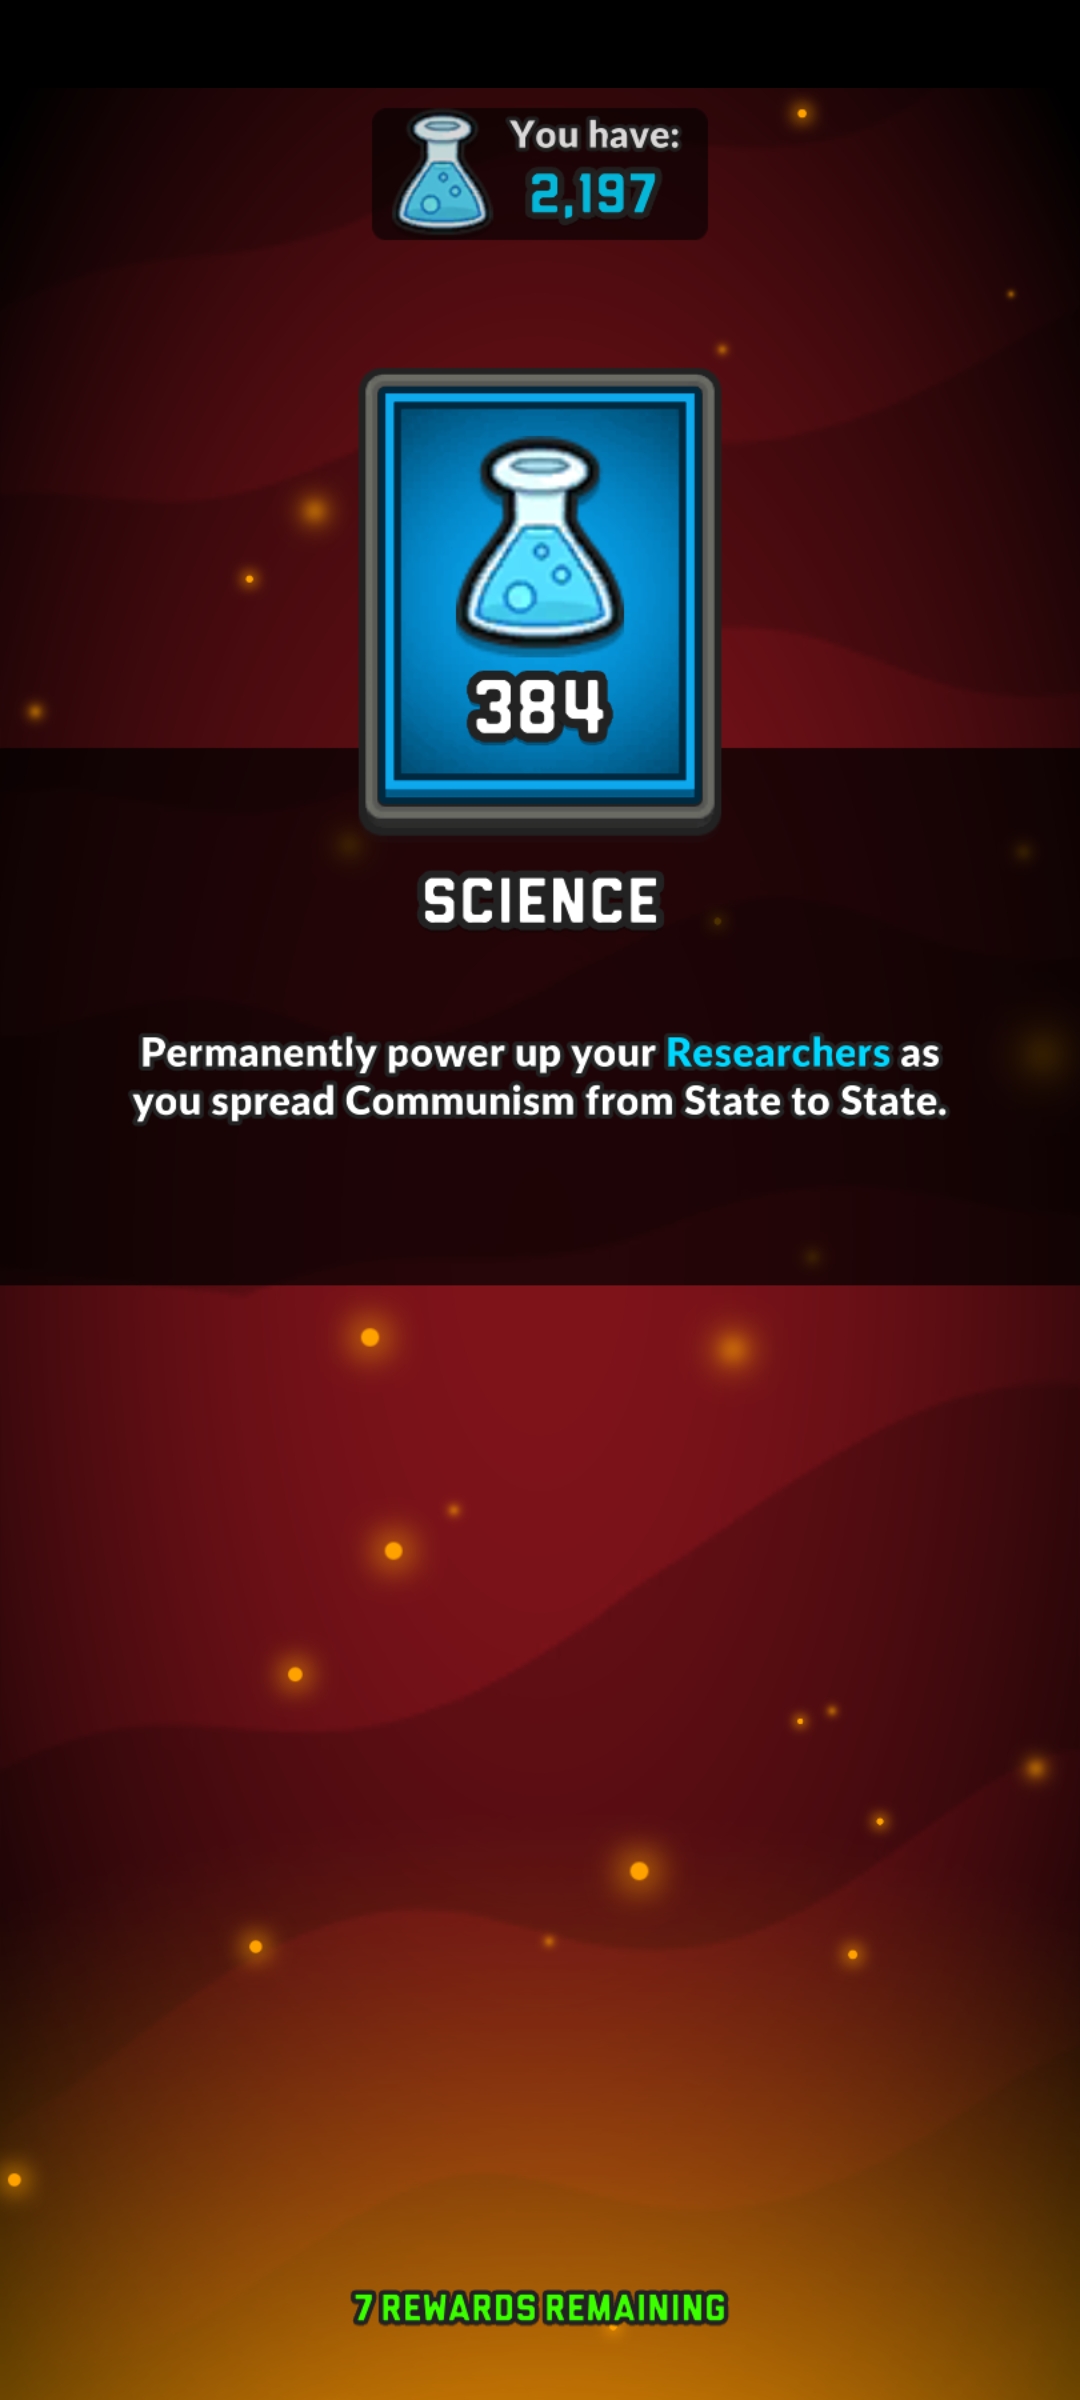 You have:
2,197
384
SCIENCE
Permanently power up your Researchers as
you spread Communism from State to State.
7 REWARDS REMAINING